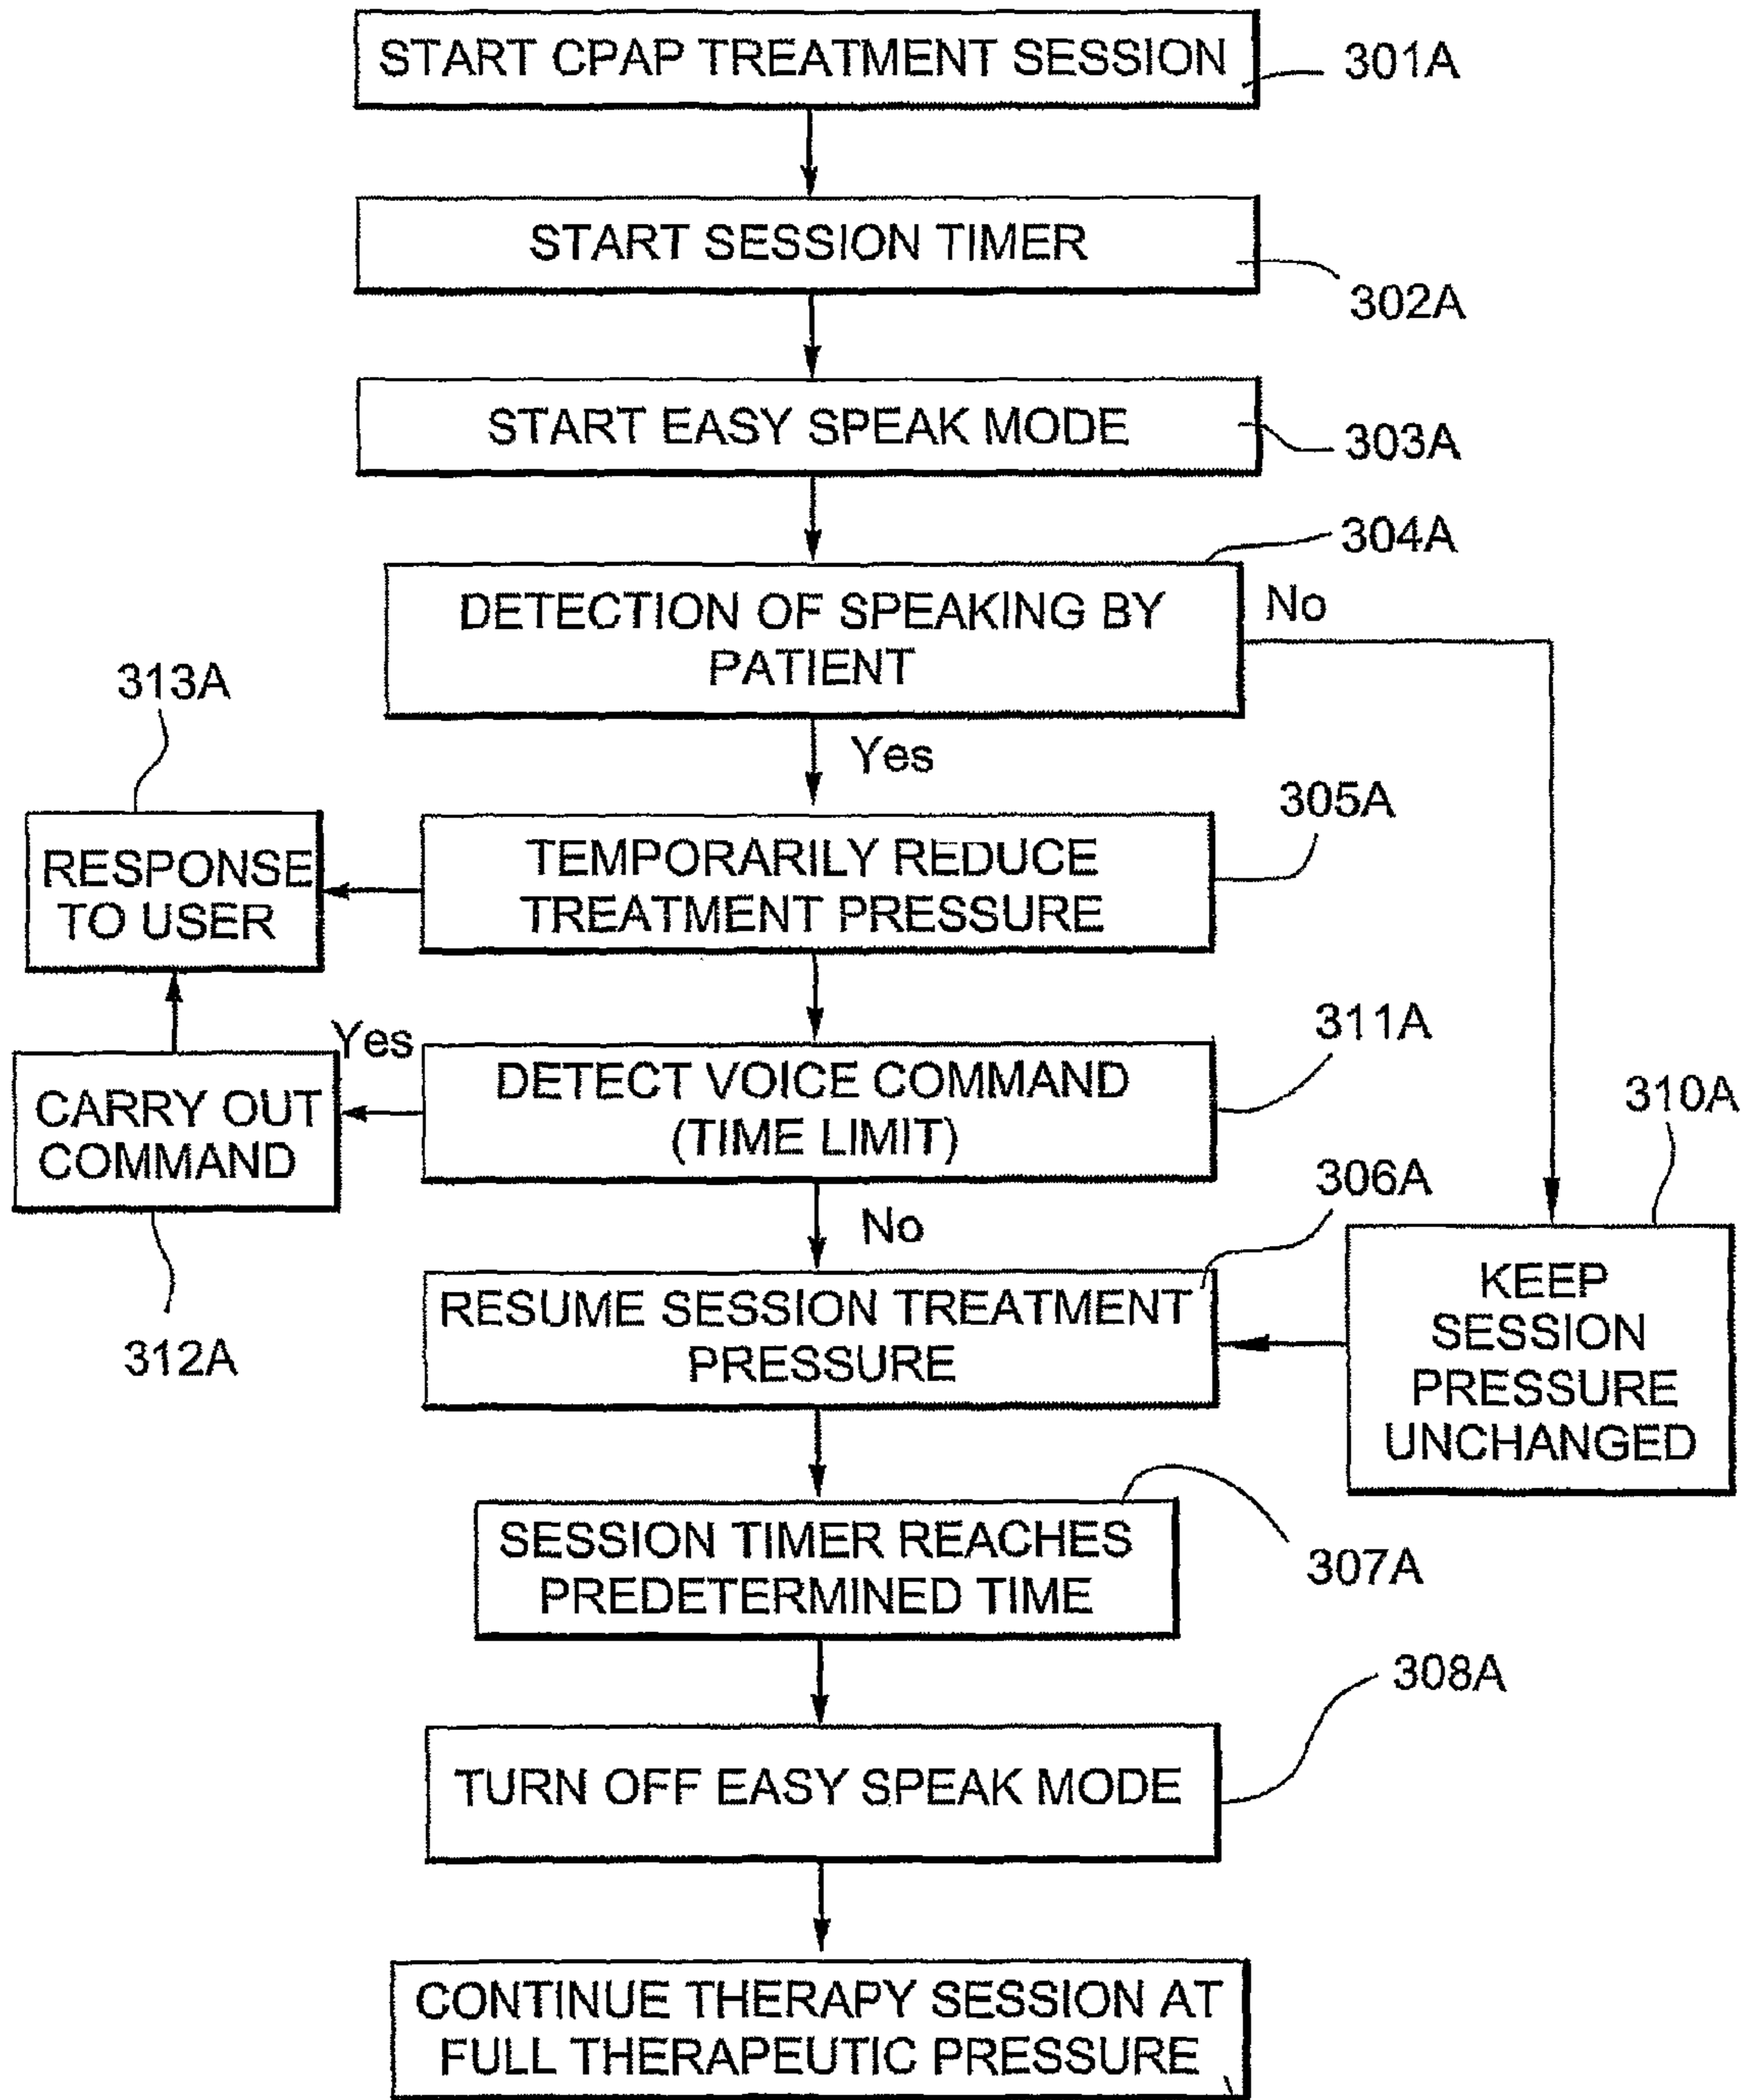 START CPAP TREATMENT SESSION
301A
START SESSION TIMER
302A
START EASY SPEAK MODE
303A
304A
DETECTION OF SPEAKING BY
PATIENT
No
Yes
313A
305A
RESPONSE
TO USER
TEMPORARILY REDUCE
TREATMENT PRESSURE
311A
Yes
DETECT VOICE COMMAND
(TIME LIMIT)
CARRY OUT
COMMAND
312A
310A
306A
No
RESUME SESSION TREATMENT
PRESSURE
KEEP
SESSION
PRESSURE
UNCHANGED
SESSION TIMER REACHES
PREDETERMINED TIME
307A
308A
TURN OFF EASY SPEAK MODE
CONTINUE THERAPY SESSION AT
FULL THERAPEUTIC PRESSURE